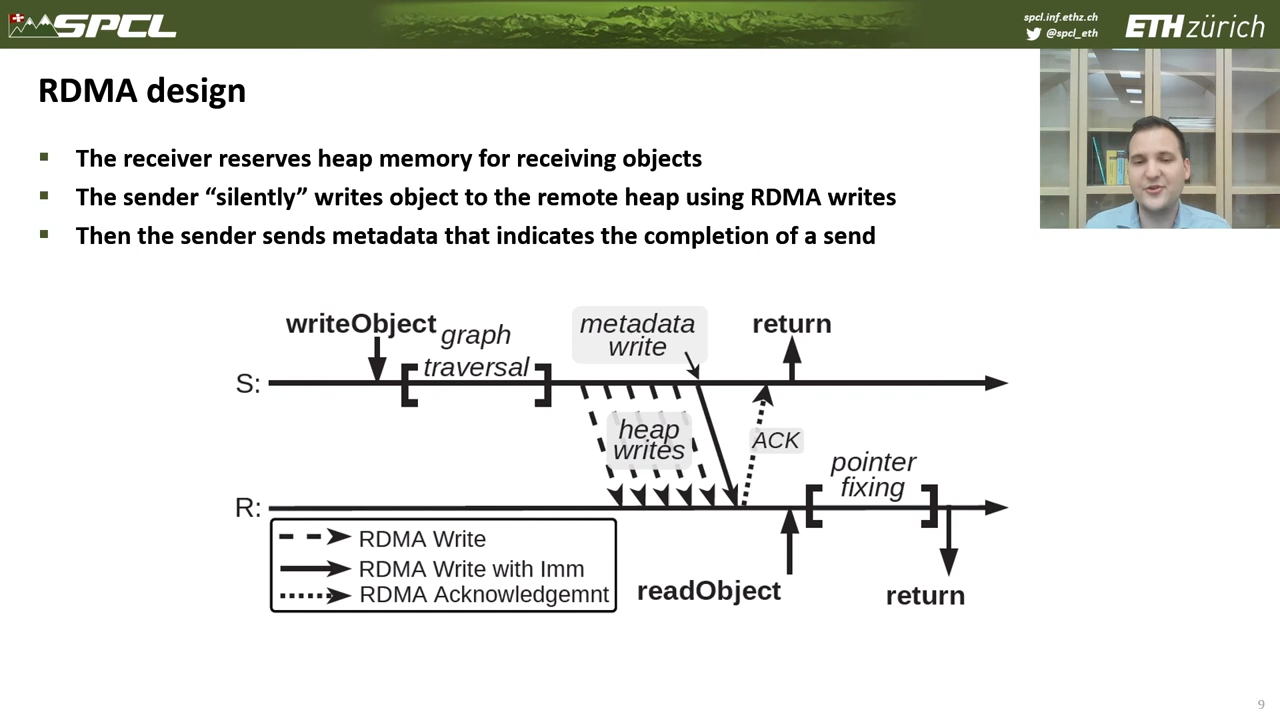 SPCL
spcl.inf.ethz.ch
@spcl_eth
ETH zürich
RDMA design
The receiver reserves heap memory for receiving objects
The sender “silently” writes object to the remote heap using RDMA writes
Then the sender sends metadata that indicates the completion of a send
writeObject
graph
traversal
metadata
write
return
S:
heap
writes
ACK
pointer
fixing
R:
RDMA Write
RDMA Write with Imm
RDMA Acknowledgemnt
readObject
return
9